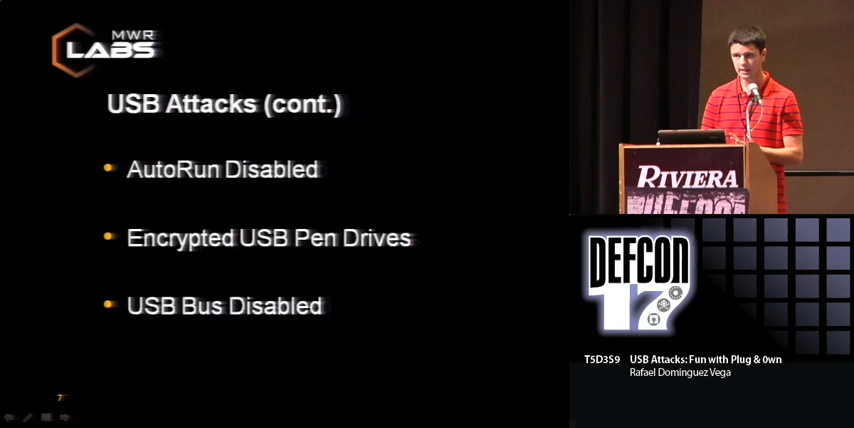 MWR
LABS
USB Attacks (cont.)
AutoRun Disabled
Encrypted USB Pen Drives
USB Bus Disabled
7
RIVIERA
DEFCON
17
T5D3S9 USB Attacks: Fun with Plug & 0wn
Rafael Dominguez Vega